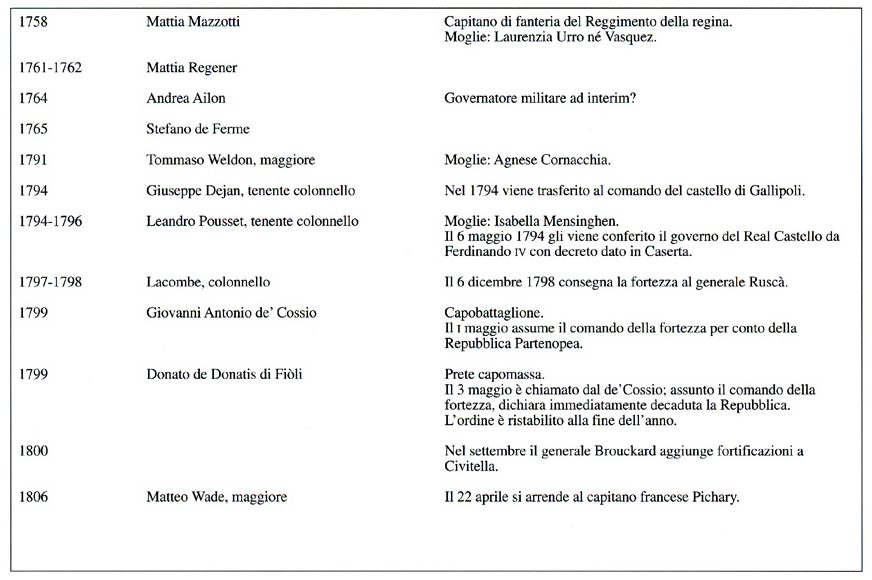 1758 Mattia Mazzotti Capitano di fanteria del Reggimento della regina.
Moglie: Laurenzia Urro né Vasquez.
1761-1762 Mattia Regener
1764 Andrea Ailon Governatore militare ad interim?
1765 Stefano de Ferme
1791 Tommaso Weldon, maggiore Moglie: Agnese Cornacchia.
1794 Giuseppe Dejan, tenente colonnello Nel 1794 viene trasferito al comando del castello di Gallipoli.
1794-1796 Leandro Pousset, tenente colonnello Moglie: Isabella Mensinghen.
Il 6 maggio 1794 gli viene conferito il governo del Real Castello da
Ferdinando IV con decreto dato in Caserta.
1797-1798 Lacombe, colonnello Il 6 dicembre 1798 consegna la fortezza al generale Ruscà.
1799 Giovanni Antonio de' Cossio Capobattaglione.
Il I maggio assume il comando della fortezza per conto della
Repubblica Partenopea.
1799 Donato de Donatis di Fiòli Prete capomassa.
Il 3 maggio è chiamato dal de'Cossio; assunto il comando della
fortezza, dichiara immediatamente decaduta la Repubblica.
L'ordine è ristabilito alla fine dell'anno.
1800 Nel settembre il generale Brouckard aggiunge fortificazioni a
Civitella.
1806 Matteo Wade, maggiore Il 22 aprile si arrende al capitano francese Pichary.